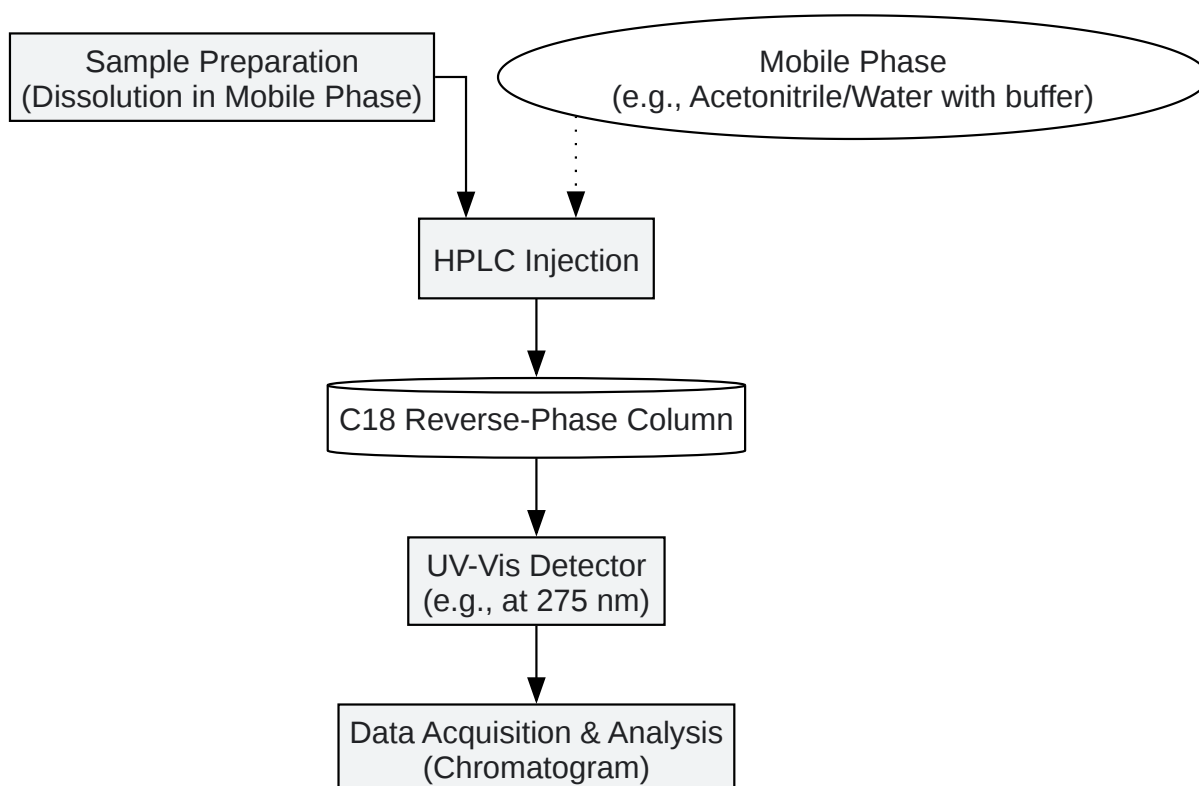 Sample Preparation
(Dissolution in Mobile Phase)
Mobile Phase
(e.g., Acetonitrile/Water with buffer)
HPLC Injection
C18 Reverse-Phase Column
UV-Vis Detector
(e.g., at 275 nm)
Data Acquisition & Analysis
(Chromatogram)